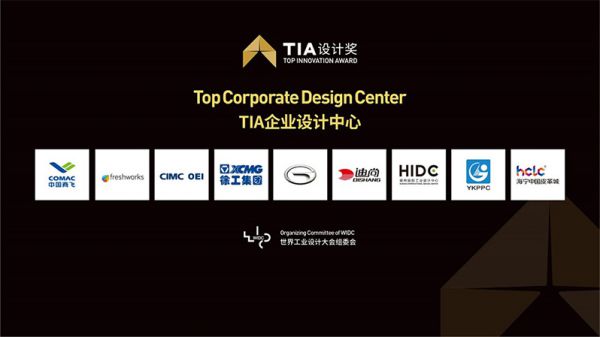 TIA设计奖
TOP INNOVATION AWARD
Top Corporate Design Center
TIA企业设计中心
COMAC
中国商飞
freshworks
CIMC OEI
XCMG
徐工集团
迪尚
DISHANG
HIDC
YKPPC
hclc
海宁中国皮革城
WIDC
Organizing Committee of WIDC
世界工业设计大会组委会